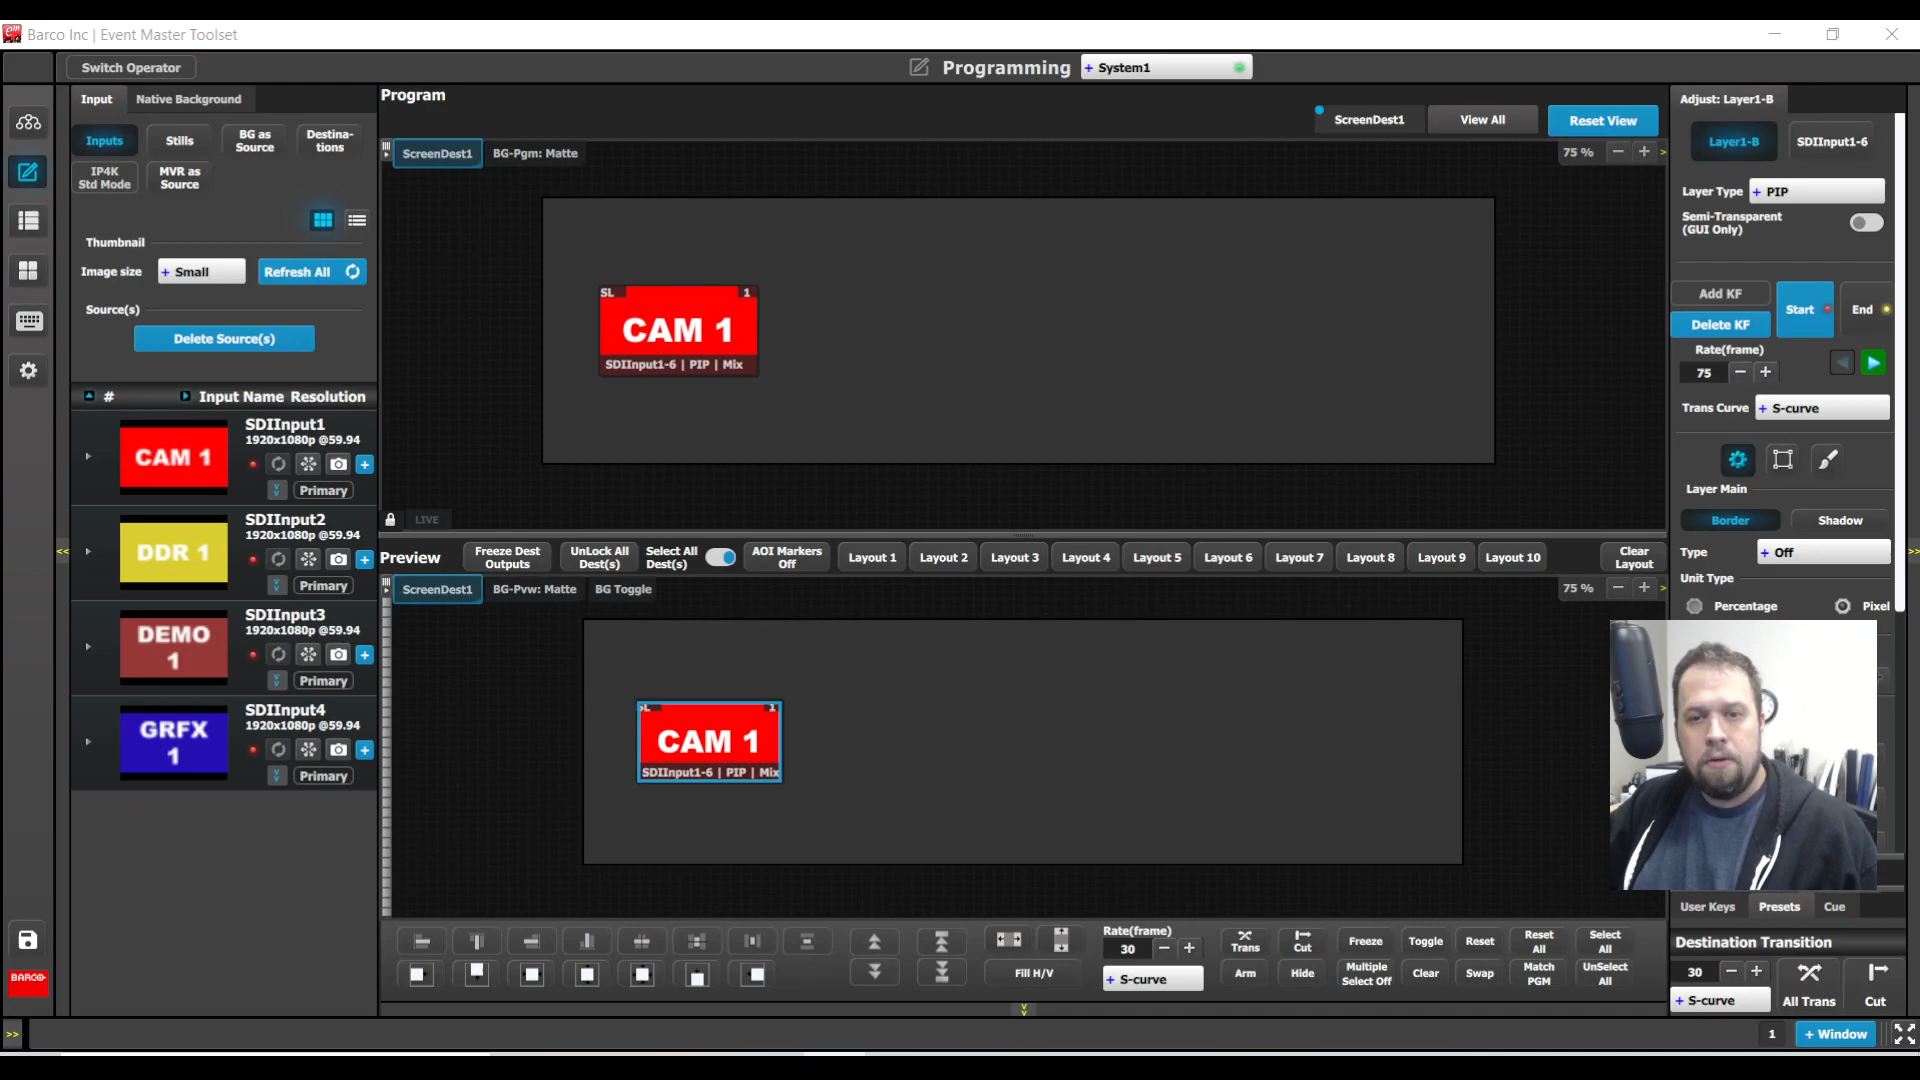 Barco Inc | Event Master Toolset
Switch Operator
Programming
+ System1
Input
Native Background
Inputs
Stills
BG as
Source
Destina-
tions
IP4K
Std Mode
MVR as
Source
Thumbnail
Image size
+ Small
Refresh All
Source(s)
Delete Source(s)
#
Input Name
Resolution
CAM 1
SDIInput1
1920x1080p @59.94
Primary
DDR 1
SDIInput2
1920x1080p @59.94
Primary
DEMO
1
SDIInput3
1920x1080p @59.94
Primary
GRFX
1
SDIInput4
1920x1080p @59.94
Primary
BARCO
Program
ScreenDest1
View All
Reset View
ScreenDest1
BG-Pgm: Matte
75 %
SL
1
CAM 1
SDIInput1-6 | PIP | Mix
LIVE
Preview
Freeze Dest
Outputs
UnLock All
Dest(s)
Select All
Dest(s)
AOI Markers
Off
Layout 1
Layout 2
Layout 3
Layout 4
Layout 5
Layout 6
Layout 7
Layout 8
Layout 9
Layout 10
Clear
Layout
ScreenDest1
BG-Pvw: Matte
BG Toggle
75 %
SL
1
CAM 1
SDIInput1-6 | PIP | Mix
Fill H/V
Rate(frame)
30
+ S-curve
Trans
Cut
Freeze
Toggle
Reset
Reset
All
Select
All
Arm
Hide
Multiple
Select Off
Clear
Swap
Match
PGM
UnSelect
All
Adjust: Layer1-B
Layer1-B
SDIInput1-6
Layer Type
+ PIP
Semi-Transparent
(GUI Only)
Add KF
Delete KF
Start
End
Rate(frame)
75
Trans Curve
+ S-curve
Layer Main
Border
Shadow
Type
+ Off
Unit Type
Percentage
Pixel
User Keys
Presets
Cue
Destination Transition
30
+ S-curve
All Trans
Cut
1
+ Window